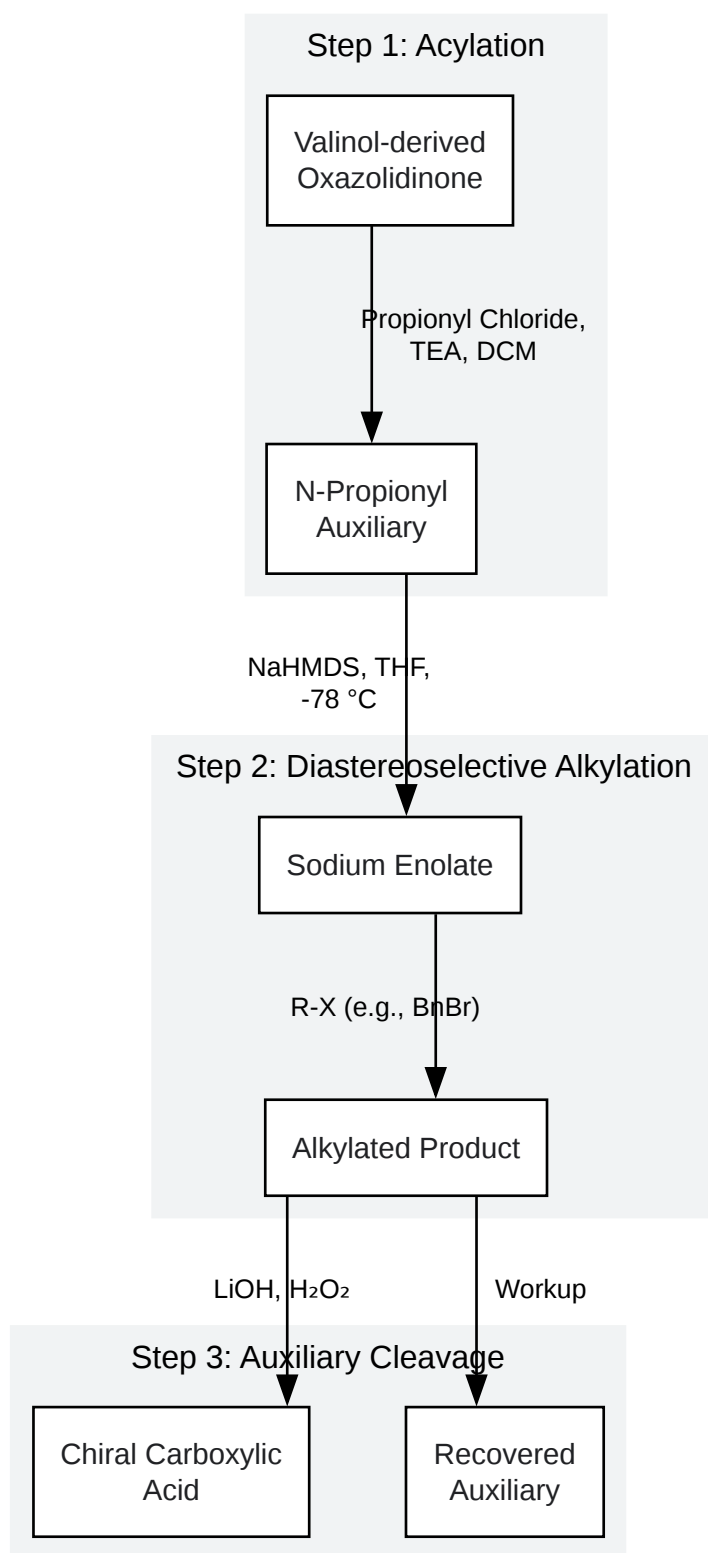 Step 1: Acylation
Valinol-derived
Oxazolidinone
Propionyl Chloride,
TEA, DCM
N-Propionyl
Auxiliary
NaHMDS, THF,
-78 °C
Step 2: Diastereoselective Alkylation
Sodium Enolate
R-X (e.g., BnBr)
Alkylated Product
LiOH, H₂O₂
Workup
Step 3: Auxiliary Cleavage
Chiral Carboxylic
Acid
Recovered
Auxiliary